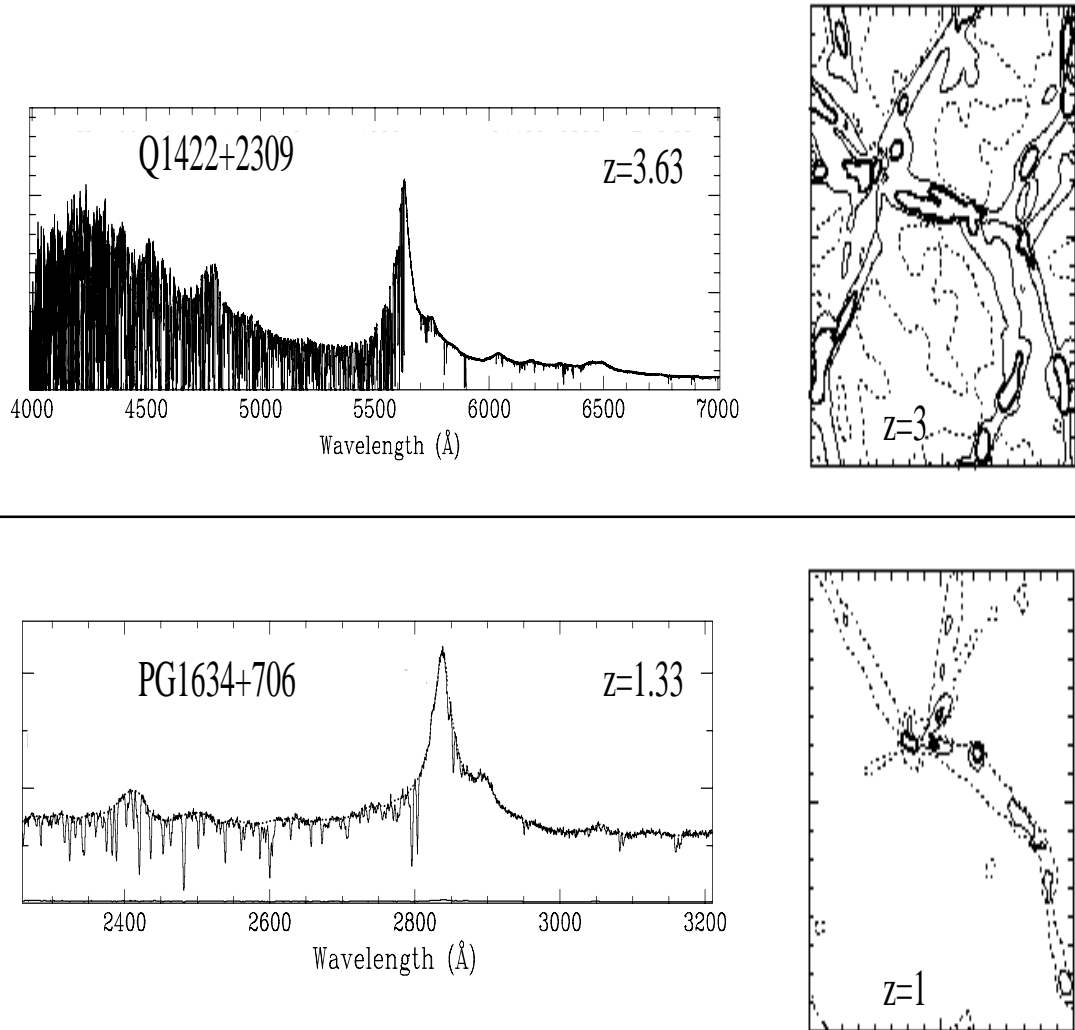 Q1422+2309
z=3.63
4000 4500 5000 5500 6000 6500 7000
Wavelength (Å)
z=3
PG1634+706
z=1.33
2400 2600 2800 3000 3200
Wavelength (Å)
z=1